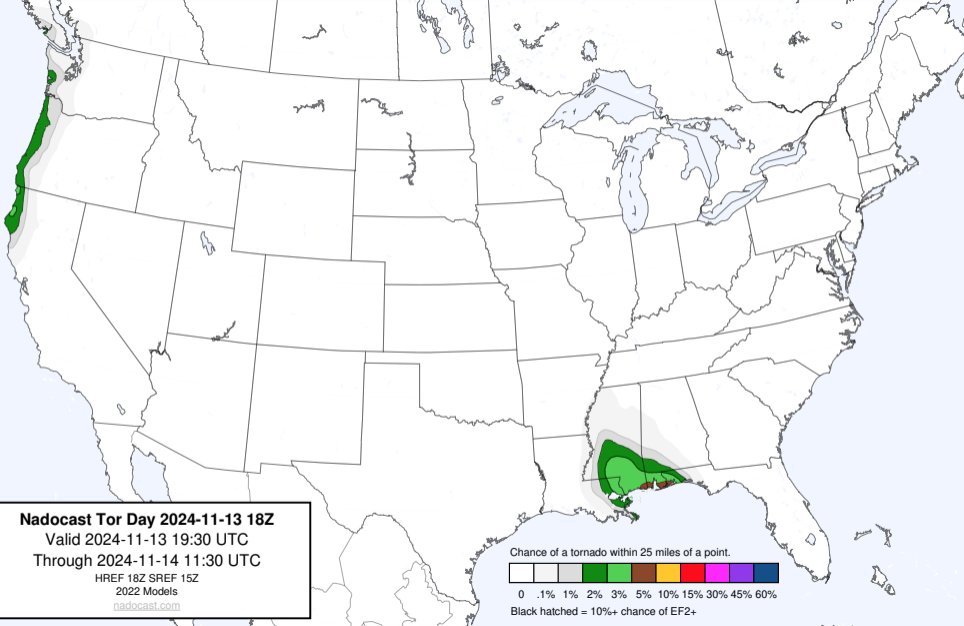 Nadocast Tor Day 2024-11-13 18Z
Valid 2024-11-13 19:30 UTC
Through 2024-11-14 11:30 UTC
HREF 18Z SREF 15Z
2022 Models
nadocast.com
Chance of a tornado within 25 miles of a point.
0 .1% 1% 2% 3% 5% 10% 15% 30% 45% 60%
Black hatched = 10%+ chance of EF2+